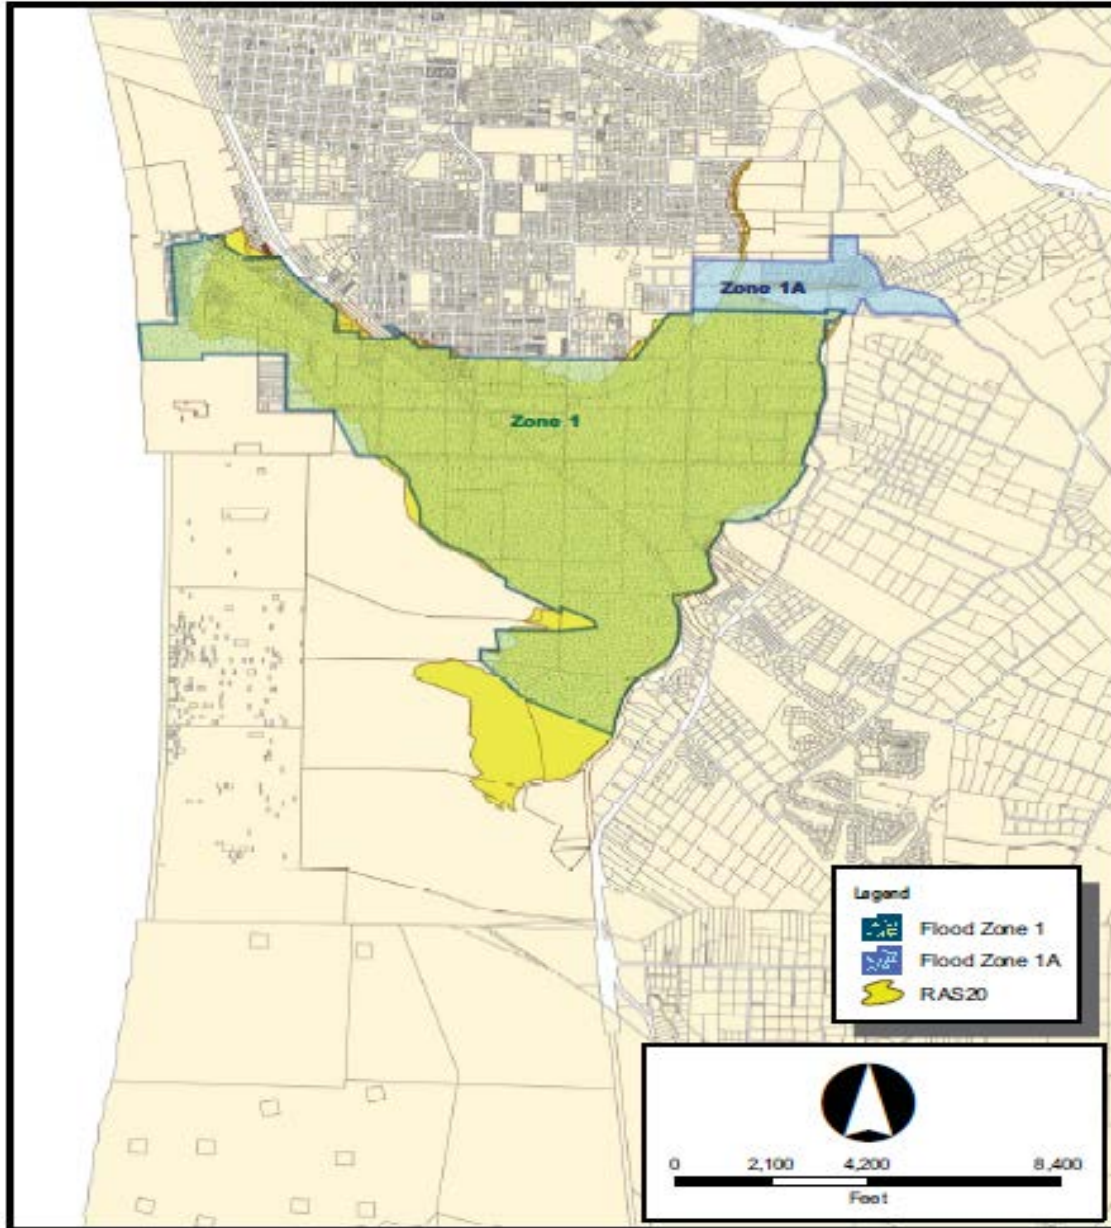 Zone 1A
Zone 1
Legend
Flood Zone 1
Flood Zone 1A
RAS20
0 2,100 4,200 8,400
Feet